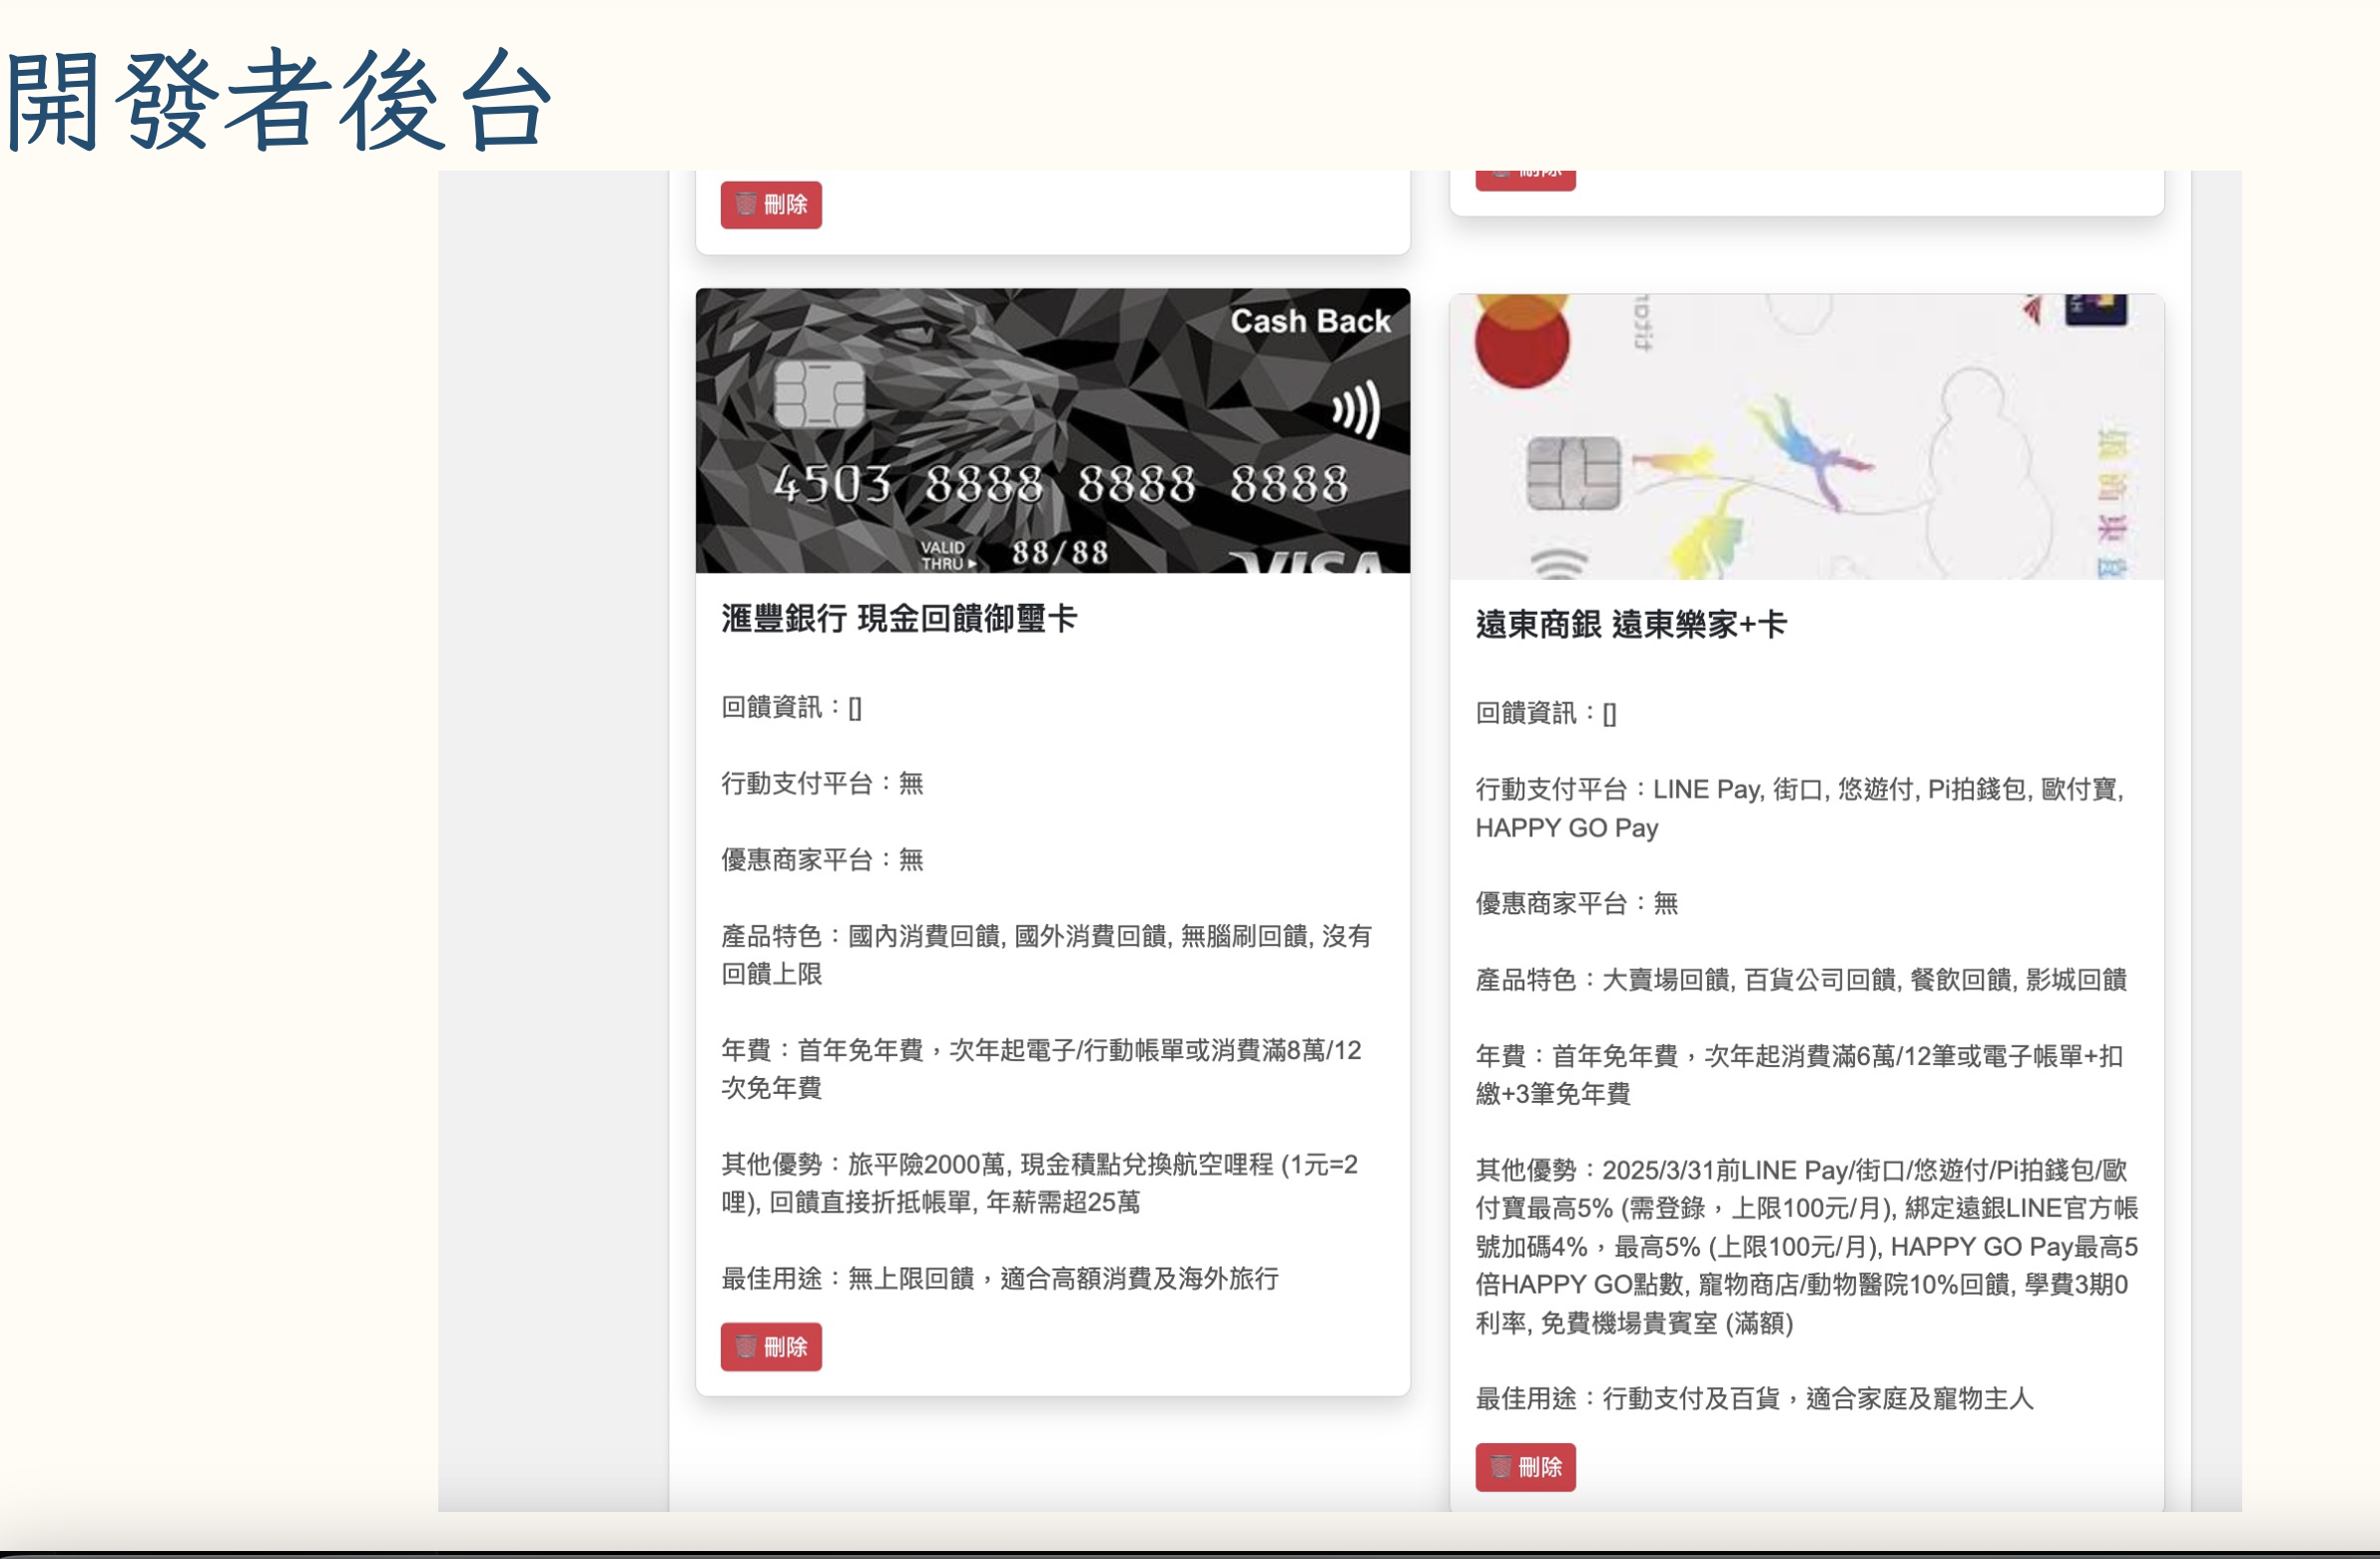 開發者後台
刪除
刪除
Cash Back
4503 8888 8888 8888
VALID
THRU
88/88
VISA
滙豐銀行 現金回饋御璽卡
回饋資訊：[]
行動支付平台：無
優惠商家平台：無
產品特色：國內消費回饋, 國外消費回饋, 無腦刷回饋, 沒有
回饋上限
年費：首年免年費，次年起電子/行動帳單或消費滿8萬/12
次免年費
其他優勢：旅平險2000萬, 現金積點兌換航空哩程 (1元=2
哩), 回饋直接折抵帳單, 年薪需超25萬
最佳用途：無上限回饋，適合高額消費及海外旅行
刪除
遠東商銀 遠東樂家+卡
回饋資訊：[]
行動支付平台：LINE Pay, 街口, 悠遊付, Pi拍錢包, 歐付寶,
HAPPY GO Pay
優惠商家平台：無
產品特色：大賣場回饋, 百貨公司回饋, 餐飲回饋, 影城回饋
年費：首年免年費，次年起消費滿6萬/12筆或電子帳單+扣
繳+3筆免年費
其他優勢：2025/3/31前LINE Pay/街口/悠遊付/Pi拍錢包/歐
付寶最高5% (需登錄，上限100元/月), 綁定遠銀LINE官方帳
號加碼4%，最高5% (上限100元/月), HAPPY GO Pay最高5
倍HAPPY GO點數, 寵物商店/動物醫院10%回饋, 學費3期0
利率, 免費機場貴賓室 (滿額)
最佳用途：行動支付及百貨，適合家庭及寵物主人
刪除